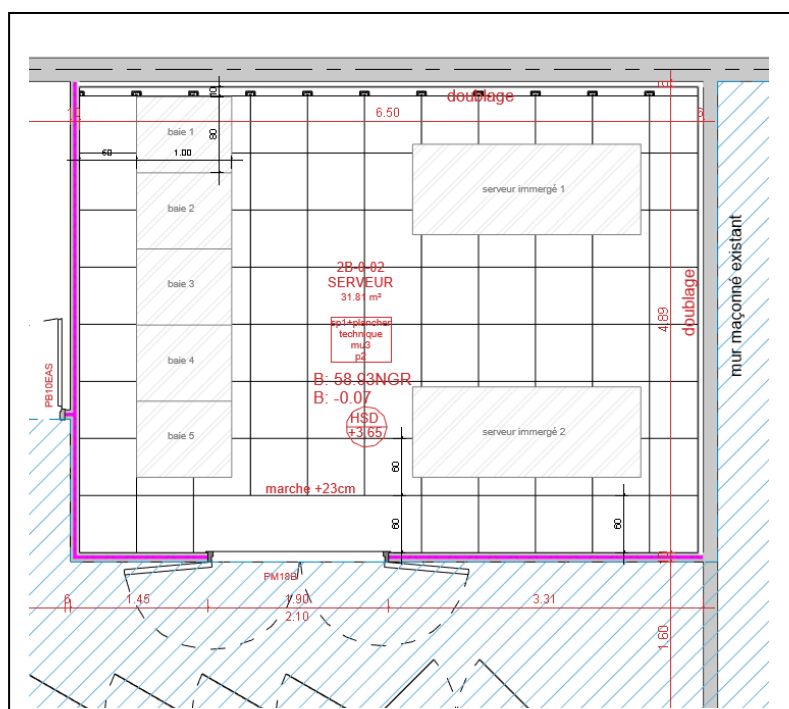 doublage
10
6.50
baie 1
80
60
1.00
serveur immergé 1
baie 2
mur maçonné existant
2B-0-02
SERVEUR
31.81 m²
baie 3
doublage
4.89
sp1+plancher
technique
mu3
p2
baie 4
PB10EAS
B: 58.93NGR
B: -0.07
HSD
+3.65
baie 5
serveur immergé 2
60
marche +23cm
60
60
10
PM18B
1.45
1.90
3.31
2.10
1.60